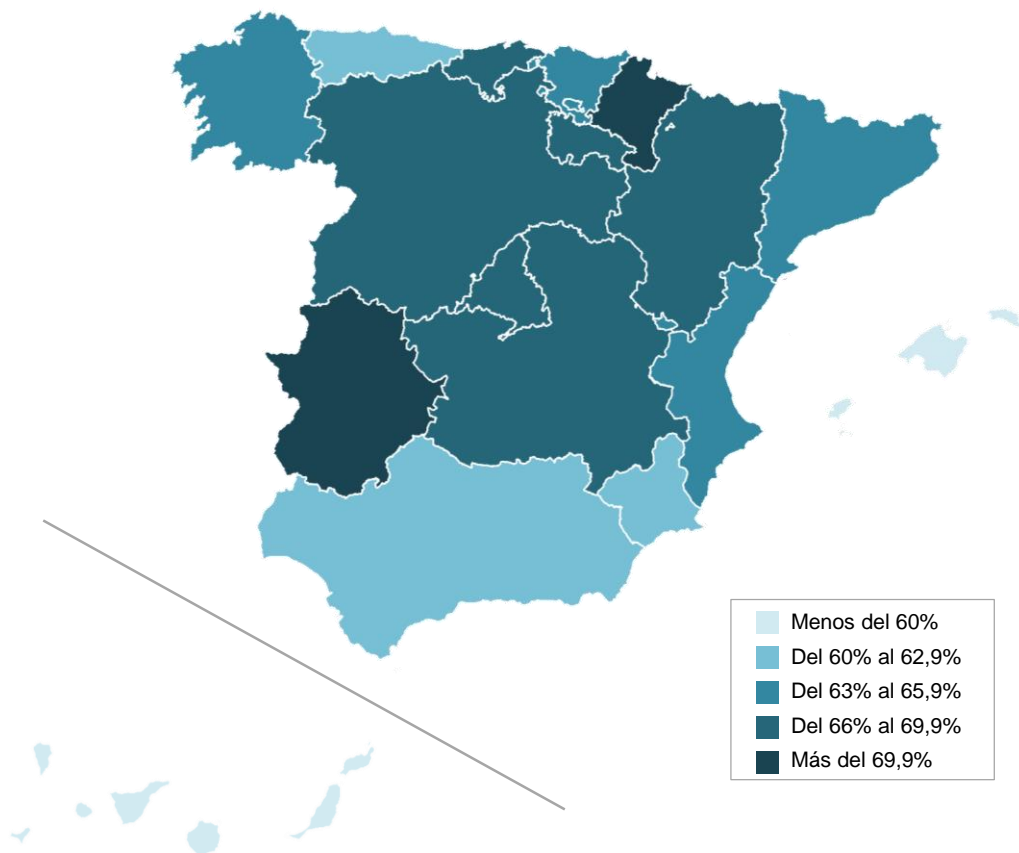 Menos del 60%
Del 60% al 62,9%
Del 63% al 65,9%
Del 66% al 69,9%
Más del 69,9%